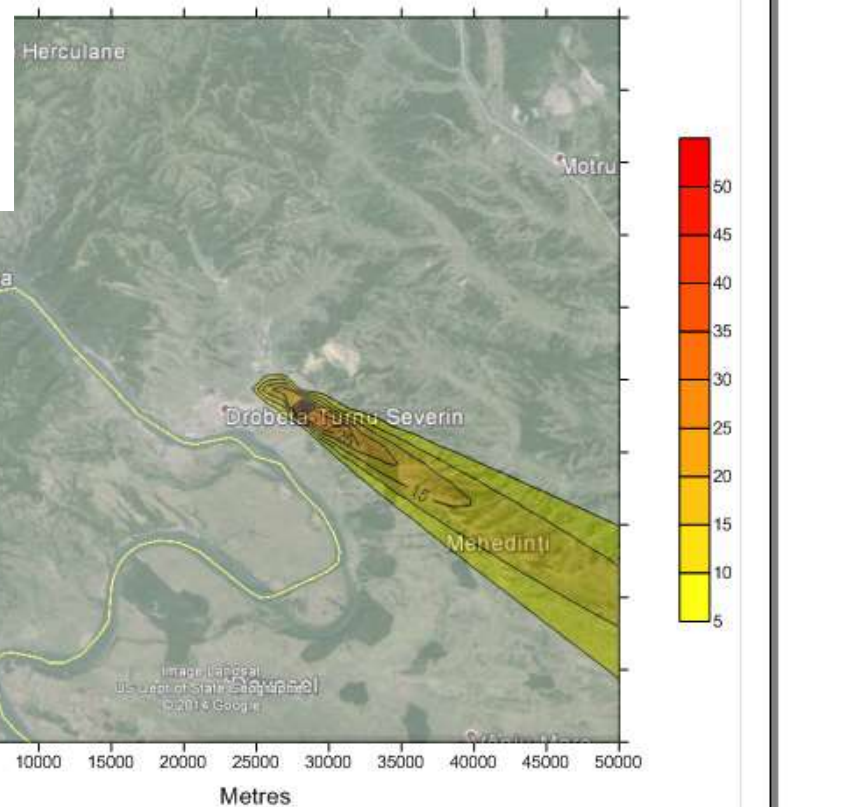 Herculane
Motru
50
45
a
40
35
30
Drobeta-Turnu Severin
25
20
15
15
Mehedinți
10
5
Image Landsat
US Dept of State Geographer
© 2014 Google
10000 15000 20000 25000 30000 35000 40000 45000 50000
Metres